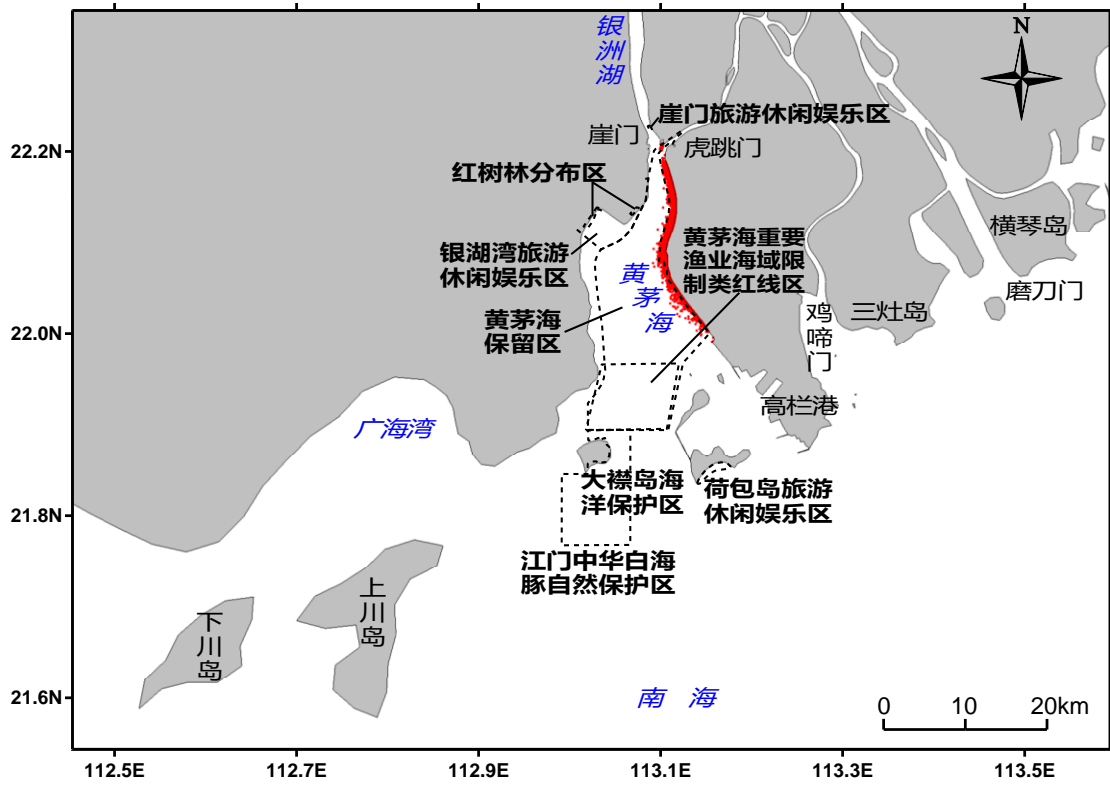 银
洲
湖
N
崖门旅游休闲娱乐区
崖门
虎跳门
22.2N
红树林分布区
横琴岛
黄茅海重要
渔业海域限
制类红线区
银湖湾旅游
休闲娱乐区
黄
茅
海
磨刀门
三灶岛
鸡
啼
门
黄茅海
保留区
22.0N
高栏港
广海湾
大襟岛海
洋保护区
荷包岛旅游
休闲娱乐区
21.8N
江门中华白海
豚自然保护区
上
川
岛
下
川
岛
21.6N
南 海
0 10 20km
112.5E 112.7E 112.9E 113.1E 113.3E 113.5E